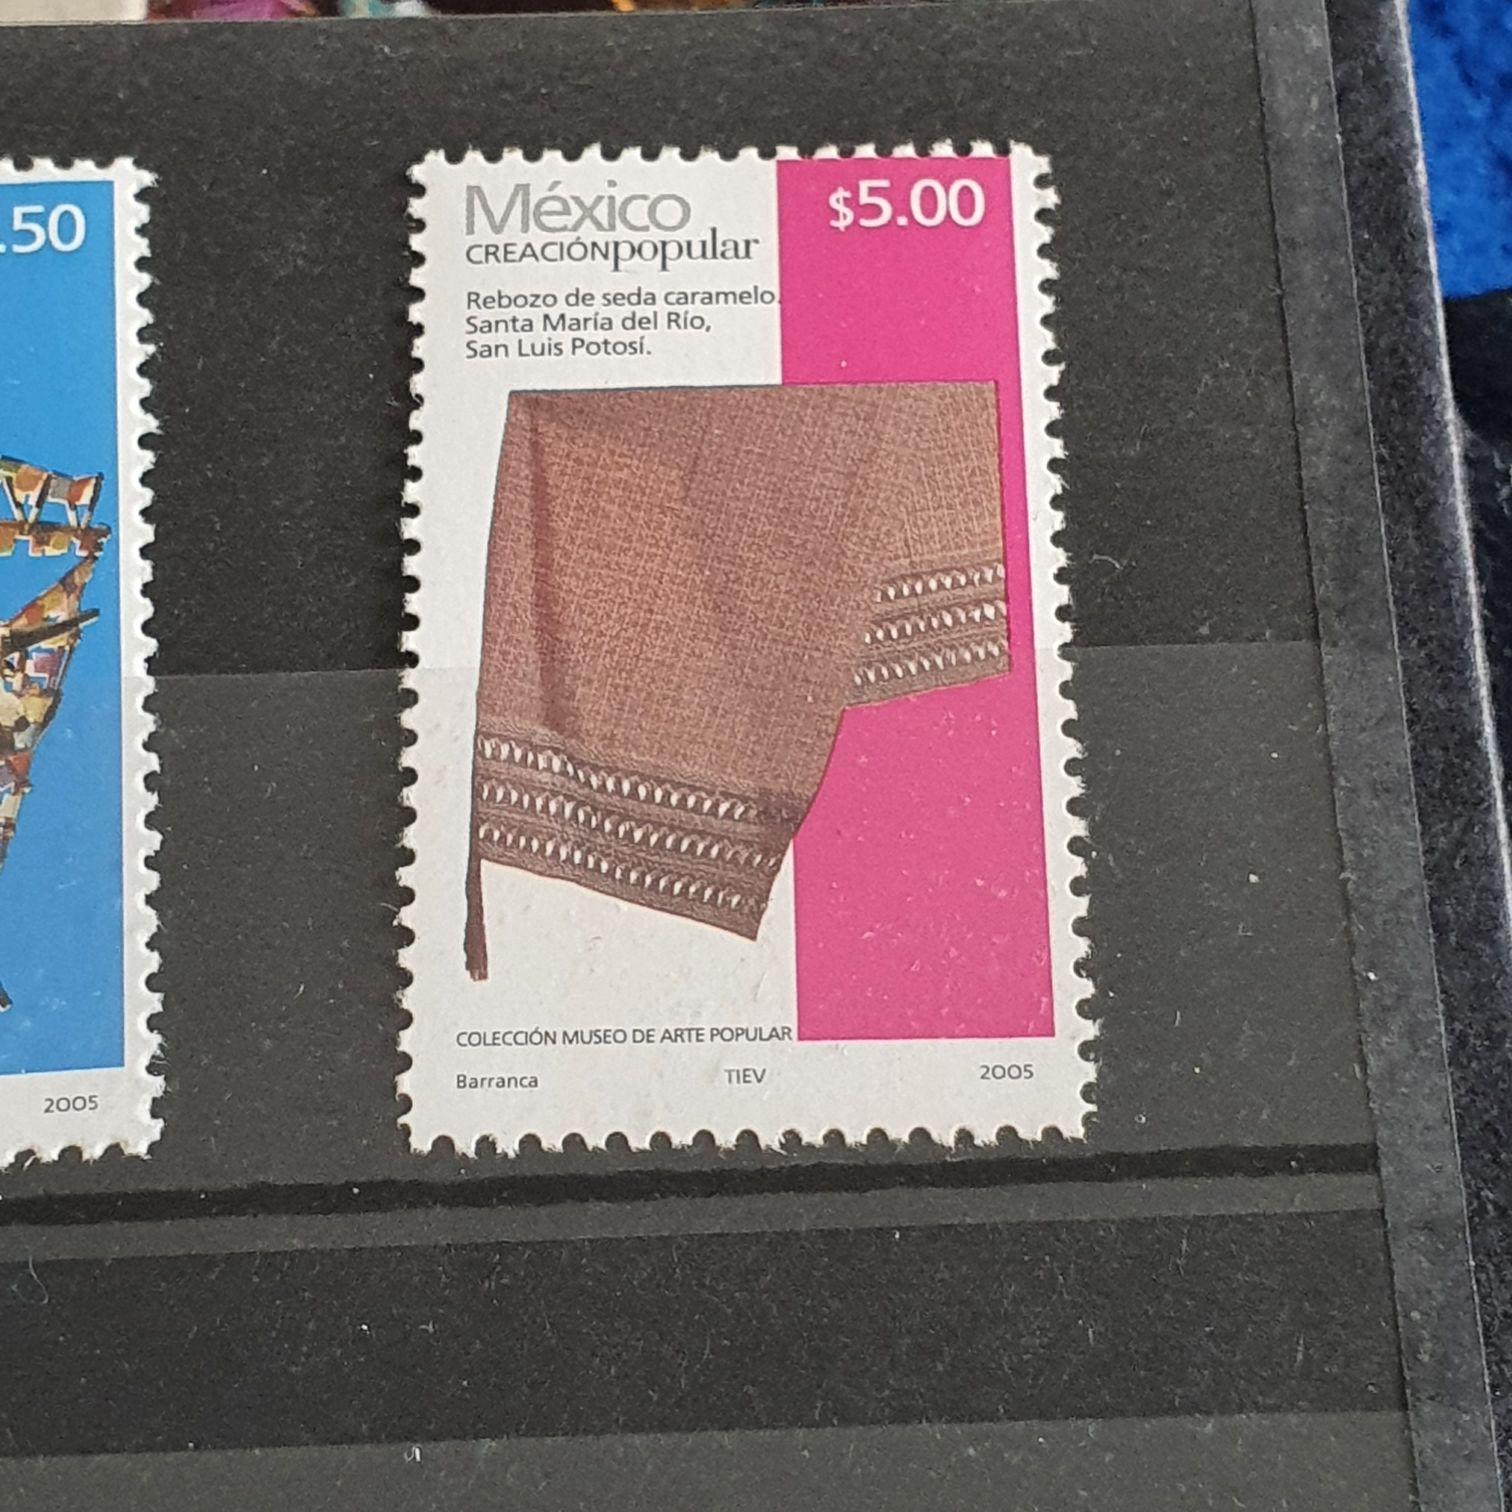 .50
2005
México
$5.00
CREACIÓNpopular
Rebozo de seda caramelo.
Santa María del Río,
San Luis Potosí.
COLECCIÓN MUSEO DE ARTE POPULAR
Barranca TIEV 2005